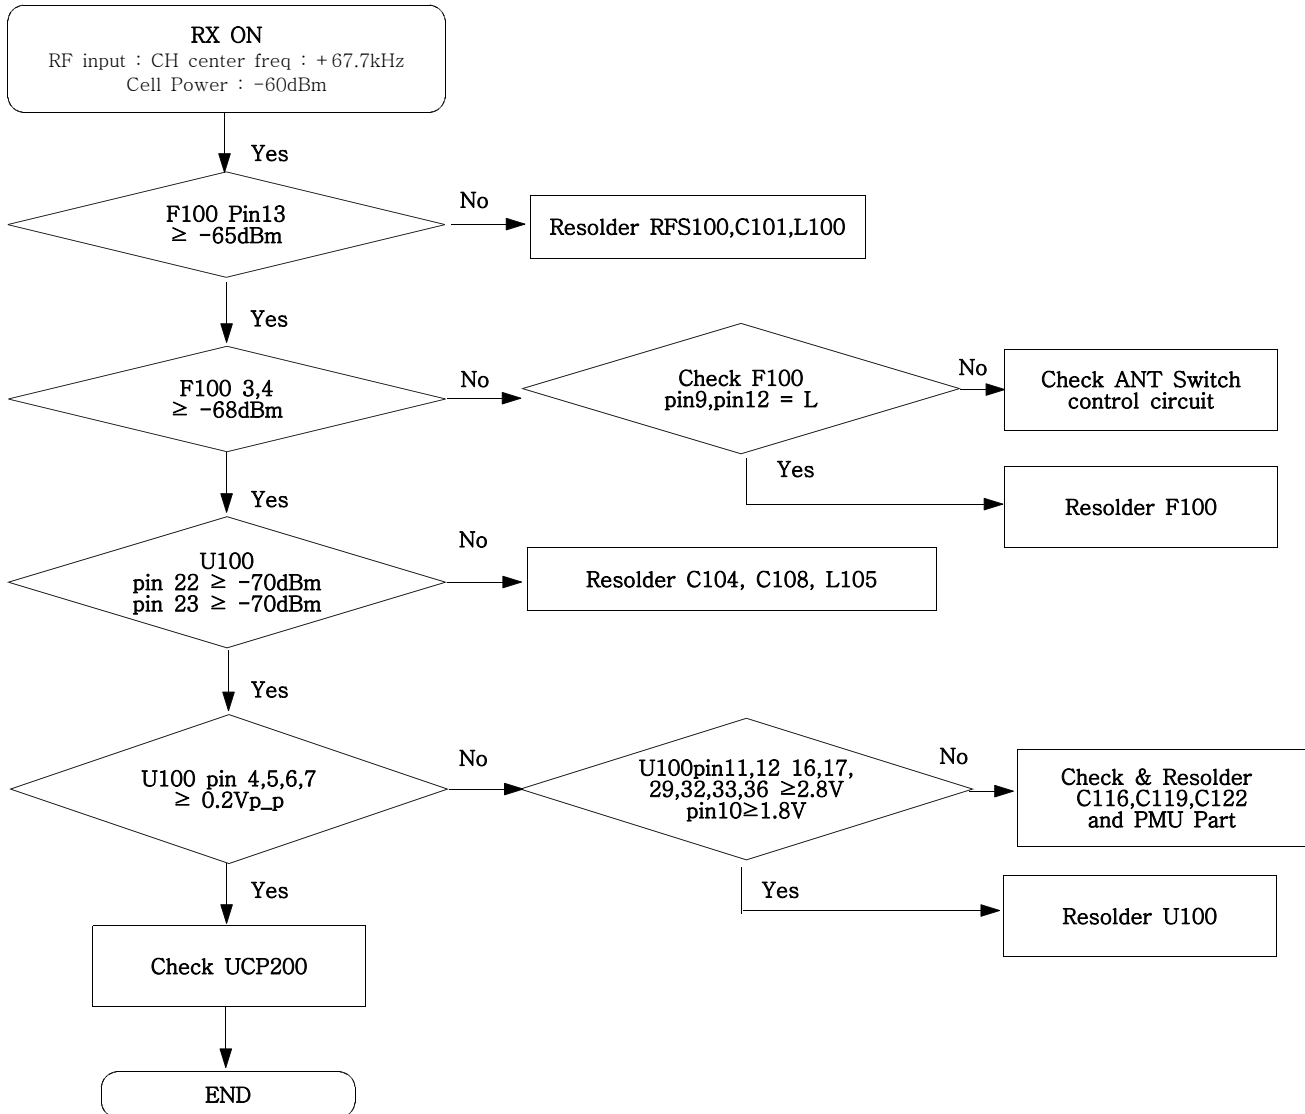 RX ON
RF input : CH center freq : +67.7kHz
Cell Power : -60dBm
Yes
F100 Pin13
≥ -65dBm
No
Resolder RFS100,C101,L100
Yes
F100 3,4
≥ -68dBm
No
Check F100
pin9,pin12 = L
No
Check ANT Switch
control circuit
Yes
Resolder F100
Yes
U100
pin 22 ≥ -70dBm
pin 23 ≥ -70dBm
No
Resolder C104, C108, L105
Yes
U100 pin 4,5,6,7
≥ 0.2Vp_p
No
U100pin11,12 16,17,
29,32,33,36 ≥2.8V
pin10≥1.8V
No
Check & Resolder
C116,C119,C122
and PMU Part
Yes
Resolder U100
Yes
Check UCP200
END